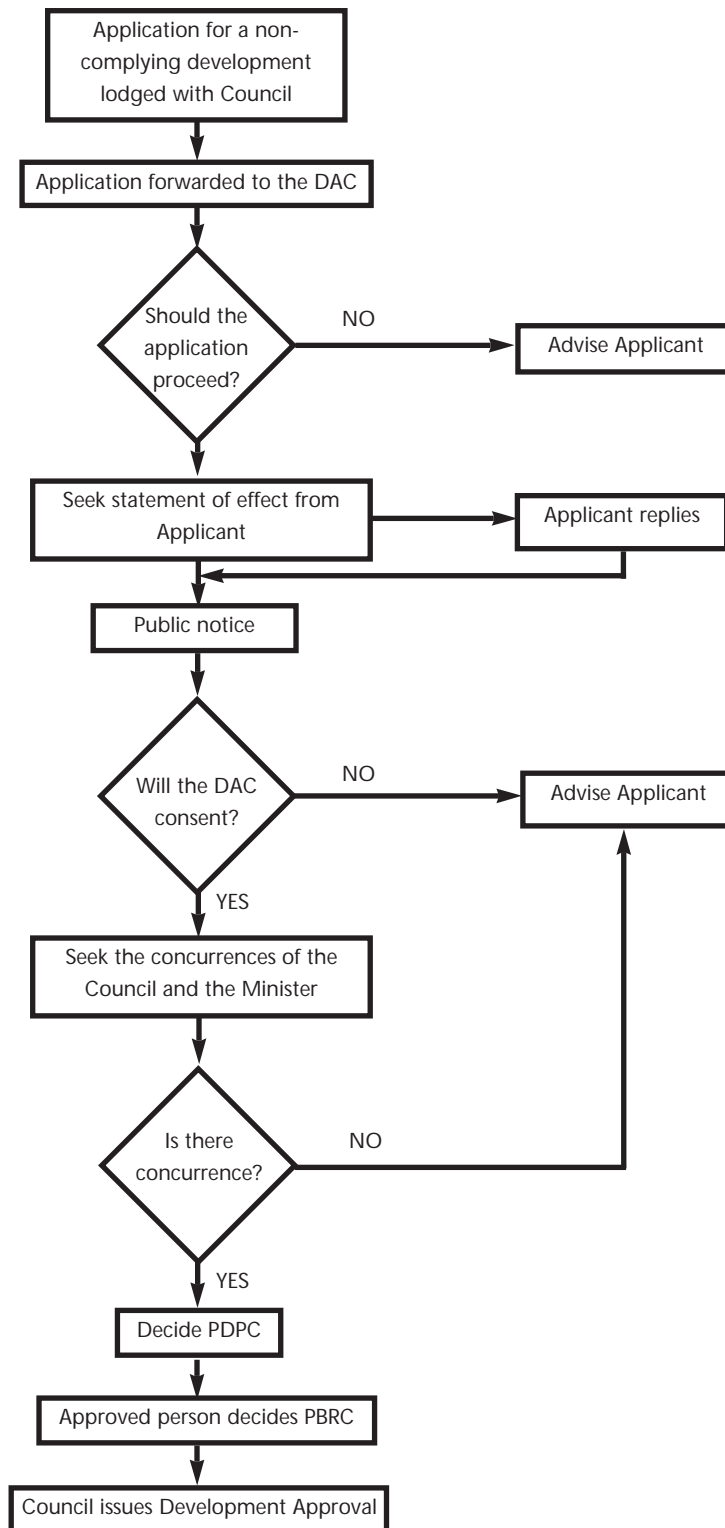 Application for a non-
complying development
lodged with Council
Application forwarded to the DAC
Should the
application
proceed?
NO
Advise Applicant
Seek statement of effect from
Applicant
Applicant replies
Public notice
Will the DAC
consent?
NO
Advise Applicant
YES
Seek the concurrences of the
Council and the Minister
Is there
concurrence?
NO
YES
Decide PDPC
Approved person decides PBRC
Council issues Development Approval